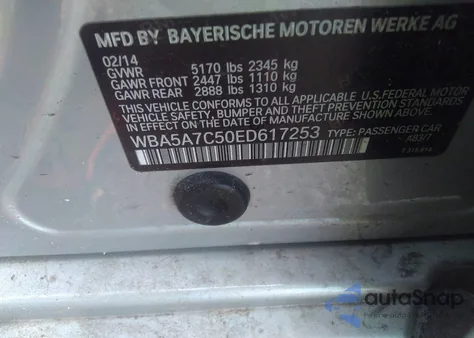 MFD BY BAYERISCHE MOTOREN WERKE AG
02/14
GVWR 5170 lbs 2345 kg
GAWR FRONT 2447 lbs 1110 kg
GAWR REAR 2888 lbs 1310 kg
THIS VEHICLE CONFORMS TO ALL APPLICABLE U.S.FEDERAL MOTOR
VEHICLE SAFETY, BUMPER AND THEFT PREVENTION STANDARDS
IN EFFECT ON THE DATE OF MANUFACTURE SHOWN ABOVE.
WBA5A7C50ED617253 TYPE: PASSENGER CAR
autoSnap